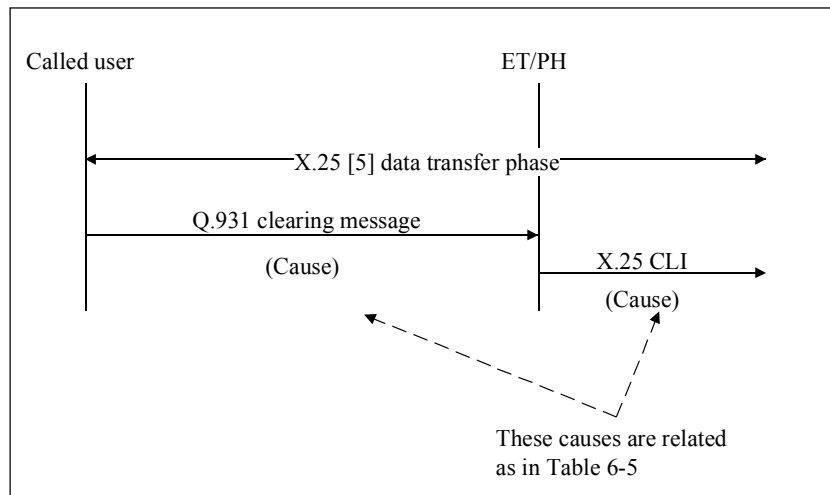 Called user
ET/PH
X.25 [5] data transfer phase
Q.931 clearing message
(Cause)
X.25 CLI
(Cause)
These causes are related
as in Table 6-5